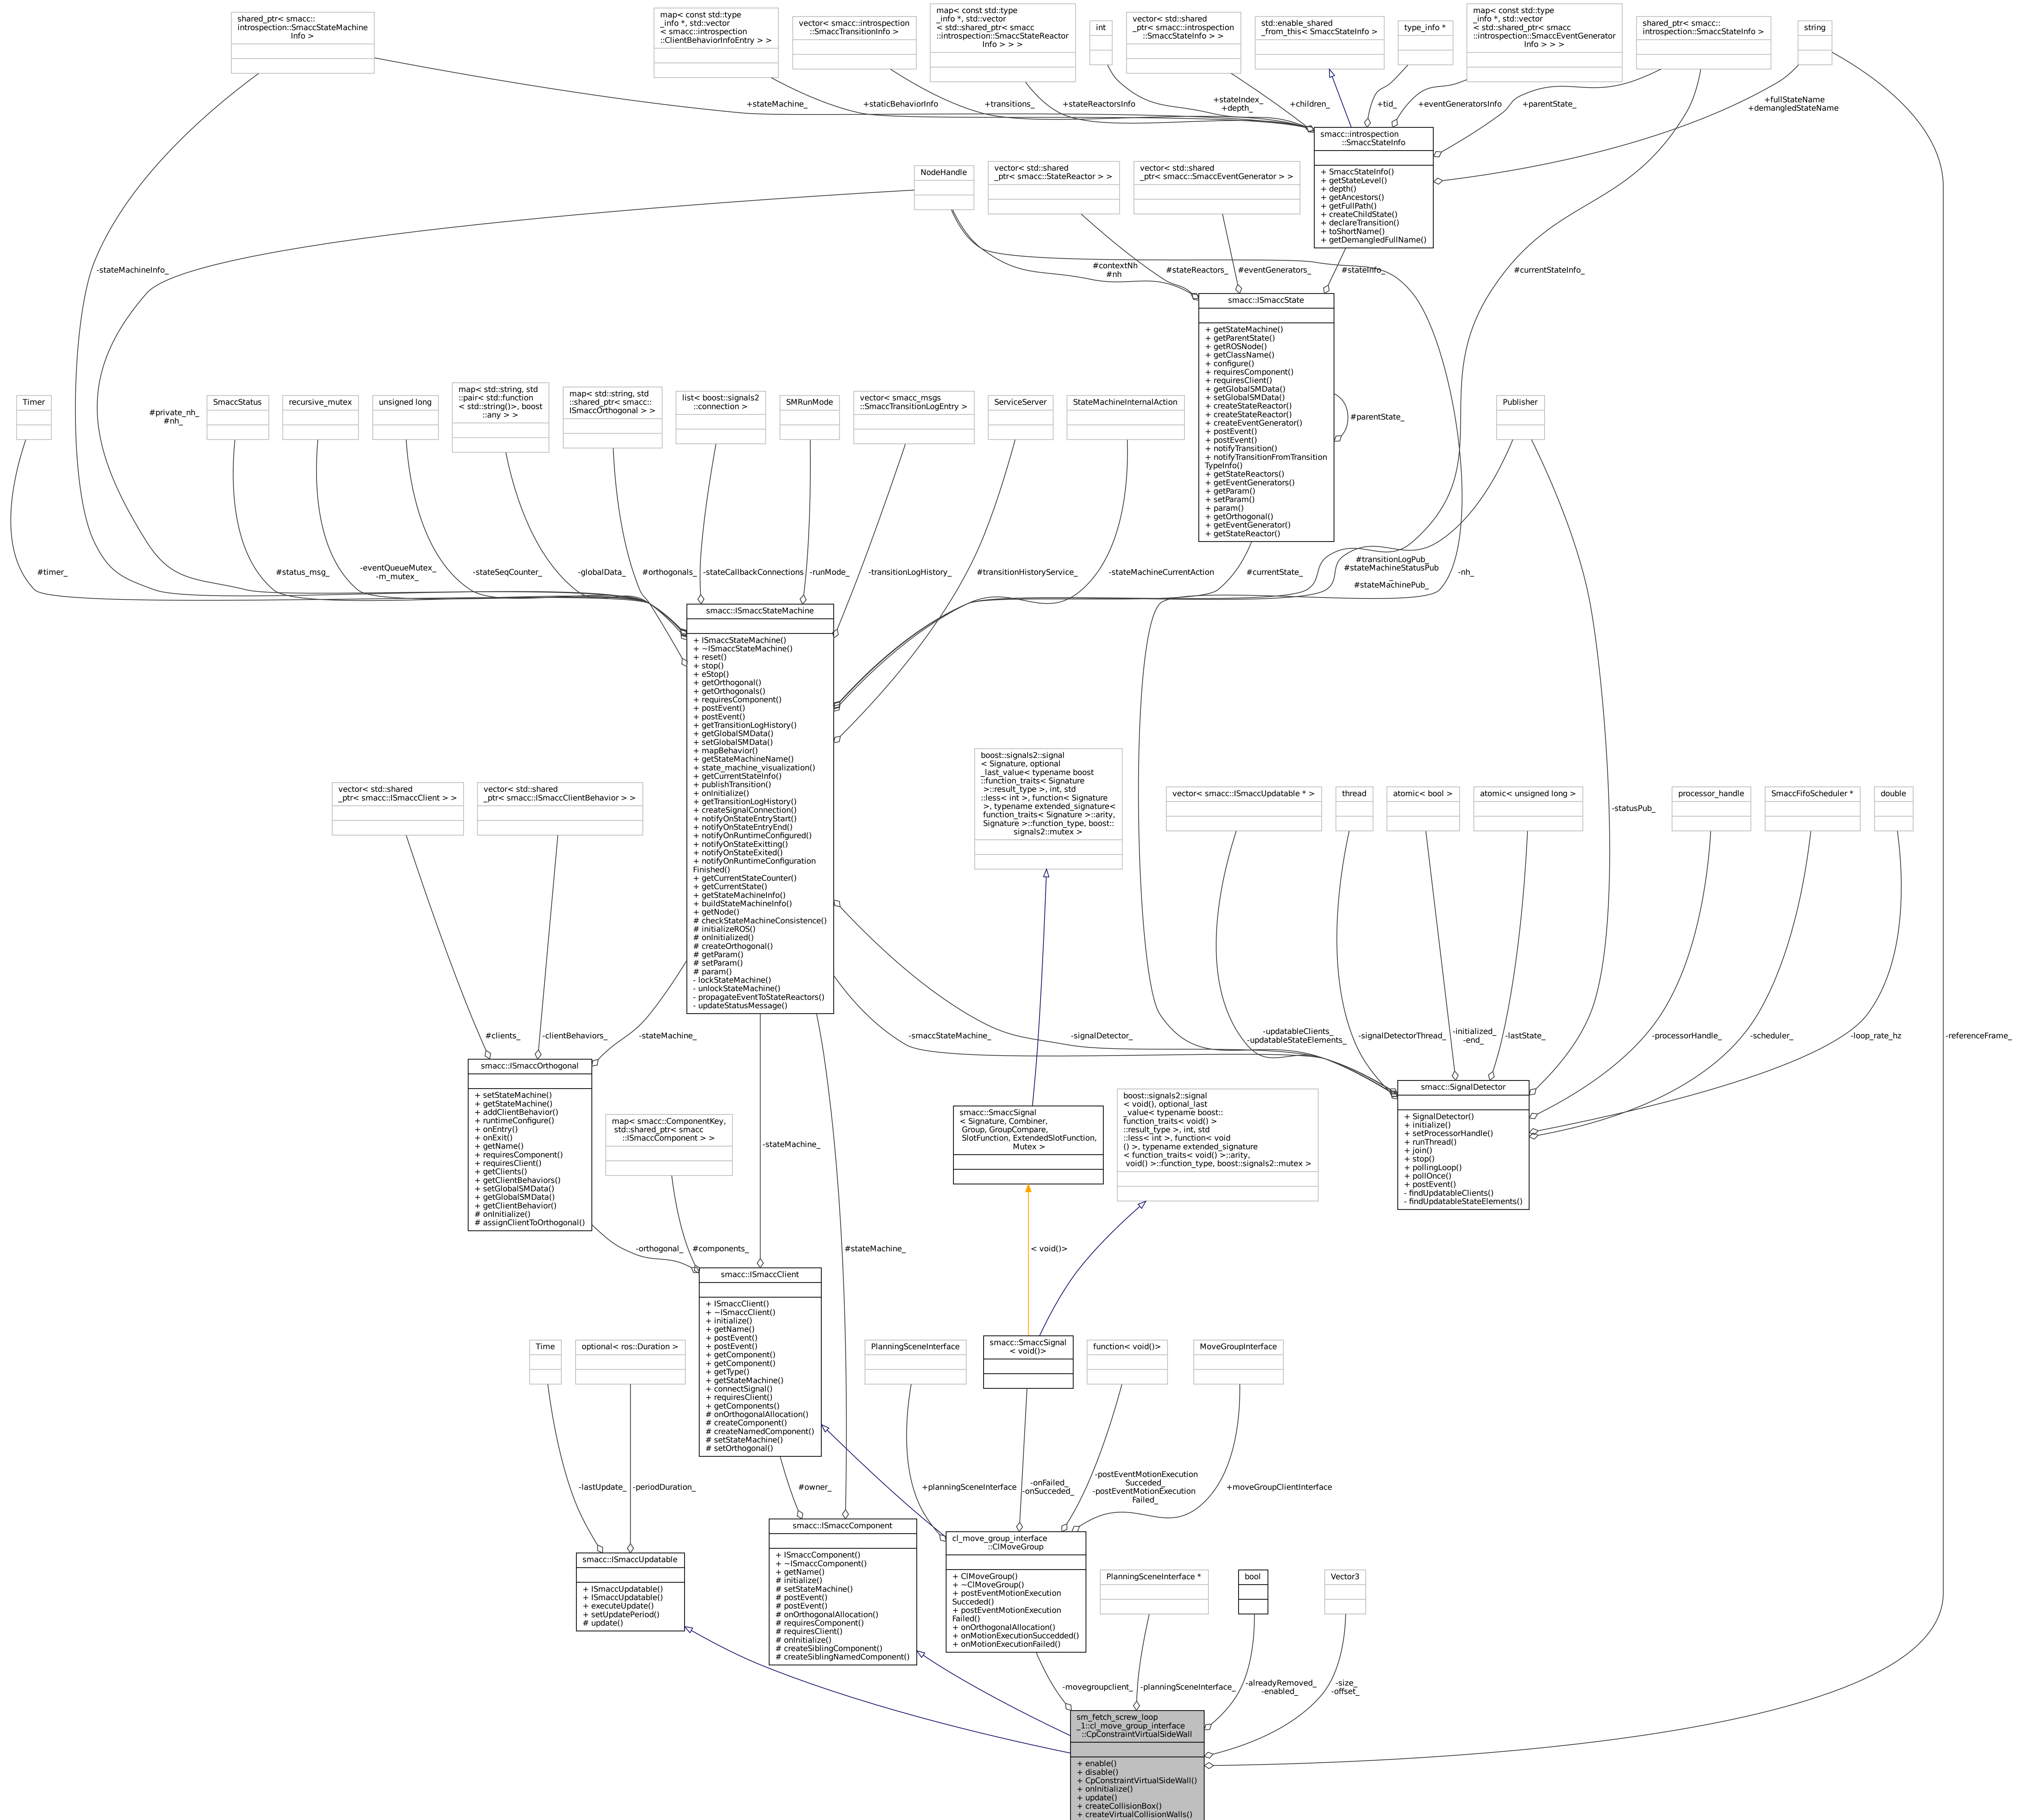 shared_ptr< smacc::
introspection::SmaccStateMachine
Info >
map< const std::type
_info *, std::vector
< smacc::introspection
::ClientBehaviorInfoEntry > >
vector< smacc::introspection
::SmaccTransitionInfo >
map< const std::type
_info *, std::vector
< std::shared_ptr< smacc
::introspection::SmaccStateReactor
Info > > >
int
vector< std::shared
_ptr< smacc::introspection
::SmaccStateInfo > >
std::enable_shared
_from_this< SmaccStateInfo >
type_info *
map< const std::type
_info *, std::vector
< std::shared_ptr< smacc
::introspection::SmaccEventGenerator
Info > > >
shared_ptr< smacc::
introspection::SmaccStateInfo >
string
+stateMachine_
+staticBehaviorInfo
+transitions_
+stateReactorsInfo
+stateIndex_
+depth_
+children_
+tid_
+eventGeneratorsInfo
+parentState_
+fullStateName
+demangledStateName
smacc::introspection
::SmaccStateInfo
+ SmaccStateInfo()
+ getStateLevel()
+ depth()
+ getAncestors()
+ getFullPath()
+ createChildState()
+ declareTransition()
+ toShortName()
+ getDemangledFullName()
NodeHandle
vector< std::shared
_ptr< smacc::StateReactor > >
vector< std::shared
_ptr< smacc::SmaccEventGenerator > >
-stateMachineInfo_
#contextNh
#nh
#stateReactors_
#eventGenerators_
#stateInfo_
#currentStateInfo_
smacc::ISmaccState
+ getStateMachine()
+ getParentState()
+ getROSNode()
+ getClassName()
+ configure()
+ requiresComponent()
+ requiresClient()
+ getGlobalSMData()
+ setGlobalSMData()
+ createStateReactor()
+ createStateReactor()
+ createEventGenerator()
+ postEvent()
+ postEvent()
+ notifyTransition()
+ notifyTransitionFromTransition
TypeInfo()
+ getStateReactors()
+ getEventGenerators()
+ getParam()
+ setParam()
+ param()
+ getOrthogonal()
+ getEventGenerator()
+ getStateReactor()
#parentState_
Timer
#private_nh_
#nh_
SmaccStatus
recursive_mutex
unsigned long
map< std::string, std
::pair< std::function
< std::string()>, boost
::any > >
map< std::string, std
::shared_ptr< smacc::
ISmaccOrthogonal > >
list< boost::signals2
::connection >
SMRunMode
vector< smacc_msgs
::SmaccTransitionLogEntry >
ServiceServer
StateMachineInternalAction
Publisher
#timer_
#status_msg_
-eventQueueMutex_
-m_mutex_
-stateSeqCounter_
-globalData_
#orthogonals_
-stateCallbackConnections
-runMode_
-transitionLogHistory_
#transitionHistoryService_
-stateMachineCurrentAction
#currentState_
#transitionLogPub_
#stateMachineStatusPub
_
#stateMachinePub_
-nh_
smacc::ISmaccStateMachine
+ ISmaccStateMachine()
+ ~ISmaccStateMachine()
+ reset()
+ stop()
+ eStop()
+ getOrthogonal()
+ getOrthogonals()
+ requiresComponent()
+ postEvent()
+ postEvent()
+ getTransitionLogHistory()
+ getGlobalSMData()
+ setGlobalSMData()
+ mapBehavior()
+ getStateMachineName()
+ state_machine_visualization()
+ getCurrentStateInfo()
+ publishTransition()
+ onInitialize()
+ getTransitionLogHistory()
+ createSignalConnection()
+ notifyOnStateEntryStart()
+ notifyOnStateEntryEnd()
+ notifyOnRuntimeConfigured()
+ notifyOnStateExitting()
+ notifyOnStateExited()
+ notifyOnRuntimeConfiguration
Finished()
+ getCurrentStateCounter()
+ getCurrentState()
+ getStateMachineInfo()
+ buildStateMachineInfo()
+ getNode()
# checkStateMachineConsistence()
# initializeROS()
# onInitialized()
# createOrthogonal()
# getParam()
# setParam()
# param()
- lockStateMachine()
- unlockStateMachine()
- propagateEventToStateReactors()
- updateStatusMessage()
boost::signals2::signal
< Signature, optional
_last_value< typename boost
::function_traits< Signature
>::result_type >, int, std
::less< int >, function< Signature
>, typename extended_signature<
function_traits< Signature >::arity,
Signature >::function_type, boost::
signals2::mutex >
vector< std::shared
_ptr< smacc::ISmaccClient > >
vector< std::shared
_ptr< smacc::ISmaccClientBehavior > >
vector< smacc::ISmaccUpdatable * >
thread
atomic< bool >
atomic< unsigned long >
-statusPub_
processor_handle
SmaccFifoScheduler *
double
#clients_
-clientBehaviors_
-stateMachine_
-smaccStateMachine_
-signalDetector_
-updatableClients_
-updatableStateElements_
-signalDetectorThread_
-initialized_
-end_
-lastState_
-processorHandle_
-scheduler_
-loop_rate_hz
-referenceFrame_
smacc::ISmaccOrthogonal
+ setStateMachine()
+ getStateMachine()
+ addClientBehavior()
+ runtimeConfigure()
+ onEntry()
+ onExit()
+ getName()
+ requiresComponent()
+ requiresClient()
+ getClients()
+ getClientBehaviors()
+ setGlobalSMData()
+ getGlobalSMData()
+ getClientBehavior()
# onInitialize()
# assignClientToOrthogonal()
smacc::SignalDetector
+ SignalDetector()
+ initialize()
+ setProcessorHandle()
+ runThread()
+ join()
+ stop()
+ pollingLoop()
+ pollOnce()
+ postEvent()
- findUpdatableClients()
- findUpdatableStateElements()
map< smacc::ComponentKey,
std::shared_ptr< smacc
::ISmaccComponent > >
-stateMachine_
smacc::SmaccSignal
< Signature, Combiner,
Group, GroupCompare,
SlotFunction, ExtendedSlotFunction,
Mutex >
boost::signals2::signal
< void(), optional_last
_value< typename boost::
function_traits< void() >
::result_type >, int, std
::less< int >, function< void
() >, typename extended_signature
< function_traits< void() >::arity,
void() >::function_type, boost::signals2::mutex >
-orthogonal_
#components_
#stateMachine_
< void()>
smacc::ISmaccClient
+ ISmaccClient()
+ ~ISmaccClient()
+ initialize()
+ getName()
+ postEvent()
+ postEvent()
+ getComponent()
+ getComponent()
+ getType()
+ getStateMachine()
+ connectSignal()
+ requiresClient()
+ getComponents()
# onOrthogonalAllocation()
# createComponent()
# createNamedComponent()
# setStateMachine()
# setOrthogonal()
Time
optional< ros::Duration >
PlanningSceneInterface
smacc::SmaccSignal
< void()>
function< void()>
MoveGroupInterface
-lastUpdate_
-periodDuration_
#owner_
+planningSceneInterface
-onFailed_
-onSucceded_
-postEventMotionExecution
Succeded_
-postEventMotionExecution
Failed_
+moveGroupClientInterface
smacc::ISmaccUpdatable
+ ISmaccUpdatable()
+ ISmaccUpdatable()
+ executeUpdate()
+ setUpdatePeriod()
# update()
smacc::ISmaccComponent
+ ISmaccComponent()
+ ~ISmaccComponent()
+ getName()
# initialize()
# setStateMachine()
# postEvent()
# postEvent()
# onOrthogonalAllocation()
# requiresComponent()
# requiresClient()
# onInitialize()
# createSiblingComponent()
# createSiblingNamedComponent()
cl_move_group_interface
::ClMoveGroup
+ ClMoveGroup()
+ ~ClMoveGroup()
+ postEventMotionExecution
Succeded()
+ postEventMotionExecution
Failed()
+ onOrthogonalAllocation()
+ onMotionExecutionSuccedded()
+ onMotionExecutionFailed()
PlanningSceneInterface *
bool
Vector3
-movegroupclient_
-planningSceneInterface_
-alreadyRemoved_
-enabled_
-size_
-offset_
sm_fetch_screw_loop
_1::cl_move_group_interface
::CpConstraintVirtualSideWall
+ enable()
+ disable()
+ CpConstraintVirtualSideWall()
+ onInitialize()
+ update()
+ createCollisionBox()
+ createVirtualCollisionWalls()